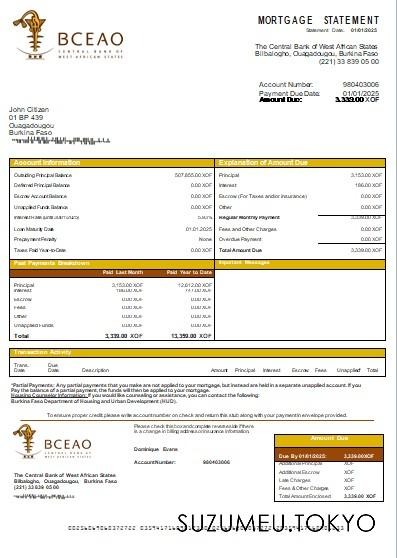 MORTGAGE STATEMENT
Statement Date: 01/01/2025
BCEAO
CENTRAL BANK OF
WEST AFRICAN STATES
The Central Bank of West African States
Bilbalogho, Ouagadougou, Burkina Faso
(221) 33 839 05 00
Account Number: 980403006
Payment Due Date: 01/01/2025
Amount Due: 3,339.00 XOF
John Citizen
01 BP 439
Ouagadougou
Burkina Faso
Account Information
Outstanding Principal Balance 507,855.00 XOF
Deferred Principal Balance 0.00 XOF
Escrow Account Balance 0.00 XOF
Unapplied Funds Balance 0.00 XOF
Interest Rate
Loan Maturity Date 01.01.2025
Prepayment Penalty None
Taxes Paid Year-to-Date 0.00 XOF
Explanation of Amount Due
Principal 3,153.00 XOF
Interest 186.00 XOF
Escrow (For Taxes and/or Insurance) 0.00 XOF
Other 0.00 XOF
Regular Monthly Payment 3,339.00 XOF
Fees and Other Charges 0.00 XOF
Overdue Payment 0.00 XOF
Total Amount Due 3,339.00 XOF
Past Payments Breakdown
Paid Last Month Paid Year to Date
Principal 3,153.00 XOF 12,612.00 XOF
Interest 186.00 XOF 747.00 XOF
Escrow 0.00 XOF 0.00 XOF
Fees 0.00 XOF 0.00 XOF
Other 0.00 XOF 0.00 XOF
Unapplied Funds 0.00 XOF 0.00 XOF
Total 3,339.00 XOF 13,359.00 XOF
Important Messages
Transaction Activity
Trans. Date Due Date Description Amount Principal Interest Escrow Fees Unapplied Total
*Partial Payments: Any partial payments that you make are not applied to your mortgage, but instead are held in a separate unapplied account. If you
Pay the balance of a partial payment, the funds will then be applied to your mortgage.
Housing Counselor Information: If you would like counseling or assistance, you can contact the following:
Burkina Faso Department of Housing and Urban Development (HUD).
To ensure proper credit please write account number on check and return this stub along with your payment envelope provided.
BCEAO
CENTRAL BANK OF
WEST AFRICAN STATES
Please check this box and complete reverse side if there
is a change in billing address or insurance information.
Dominique Evans
Account Number: 980403006
The Central Bank of West African States
Bilbalogho, Ouagadougou, Burkina Faso
(221) 33 839 05 00
Amount Due
Due By 01/01/2025: 3,339.00 XOF
Additional Principal XOF
Additional Escrow XOF
Late Charges XOF
Fees & Other Charges XOF
Total Amount Enclosed 3,339.00 XOF
SUZUMEU.TOKYO